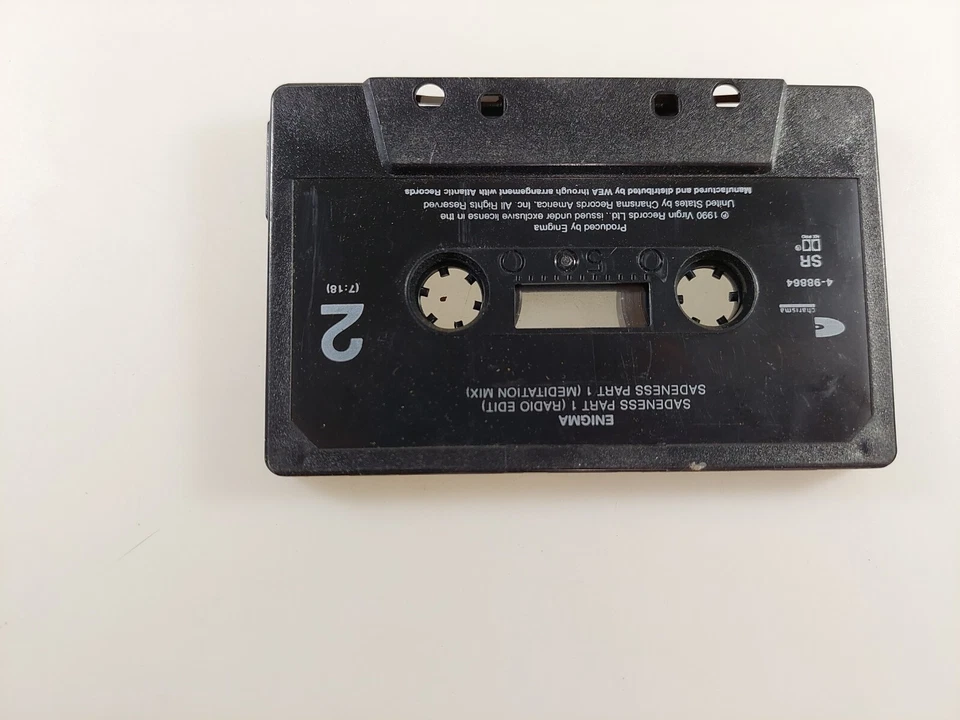 ENIGMA
SADENESS PART 1 (RADIO EDIT)
SADENESS PART 1 (MEDITATION MIX)
Charisma
4-98864
SR
2
(7:18)
Produced by Enigma
℗ 1990 Virgin Records Ltd., issued under exclusive license in the
United States by Charisma Records America, Inc. All Rights Reserved
Manufactured and distributed by WEA through arrangement with Atlantic Records